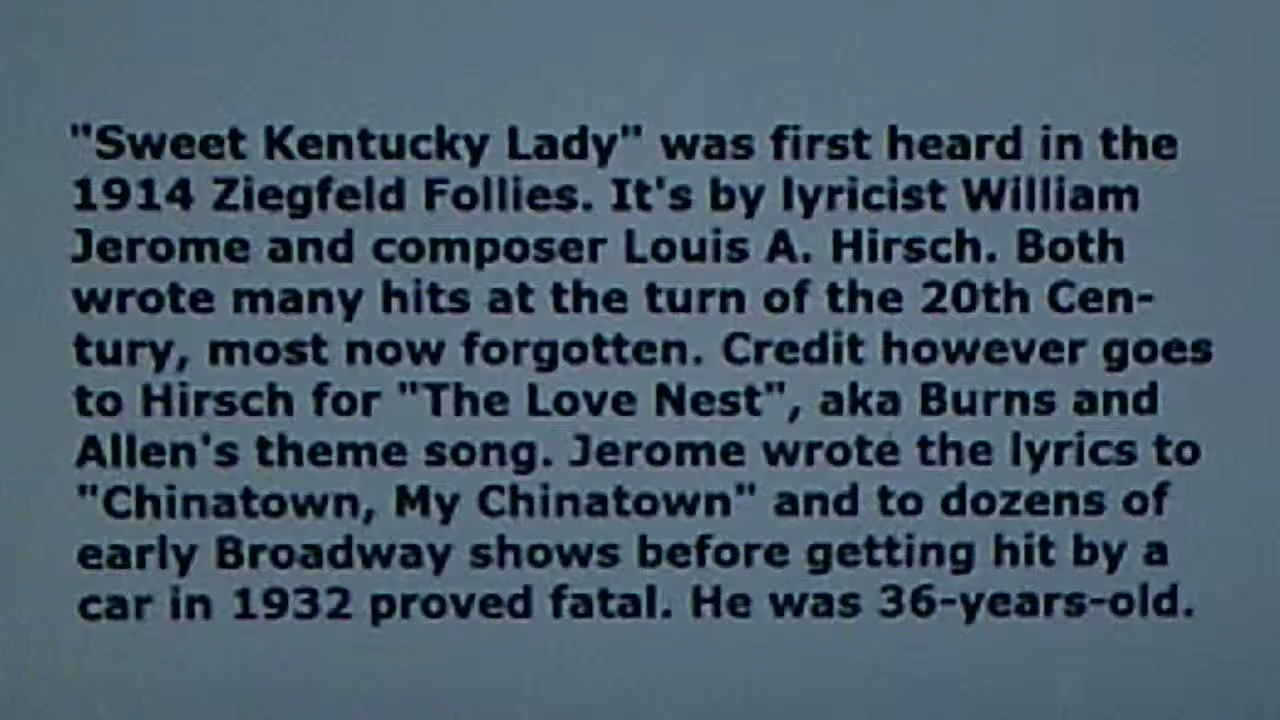 "Sweet Kentucky Lady" was first heard in the
1914 Ziegfeld Follies. It's by lyricist William
Jerome and composer Louis A. Hirsch. Both
wrote many hits at the turn of the 20th Cen-
tury, most now forgotten. Credit however goes
to Hirsch for "The Love Nest", aka Burns and
Allen's theme song. Jerome wrote the lyrics to
"Chinatown, My Chinatown" and to dozens of
early Broadway shows before getting hit by a
car in 1932 proved fatal. He was 36-years-old.